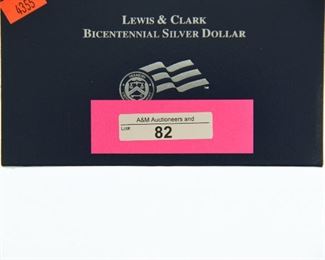 4355
LEWIS & CLARK
BICENTENNIAL SILVER DOLLAR
A&M Auctioneers and
Lot#
82